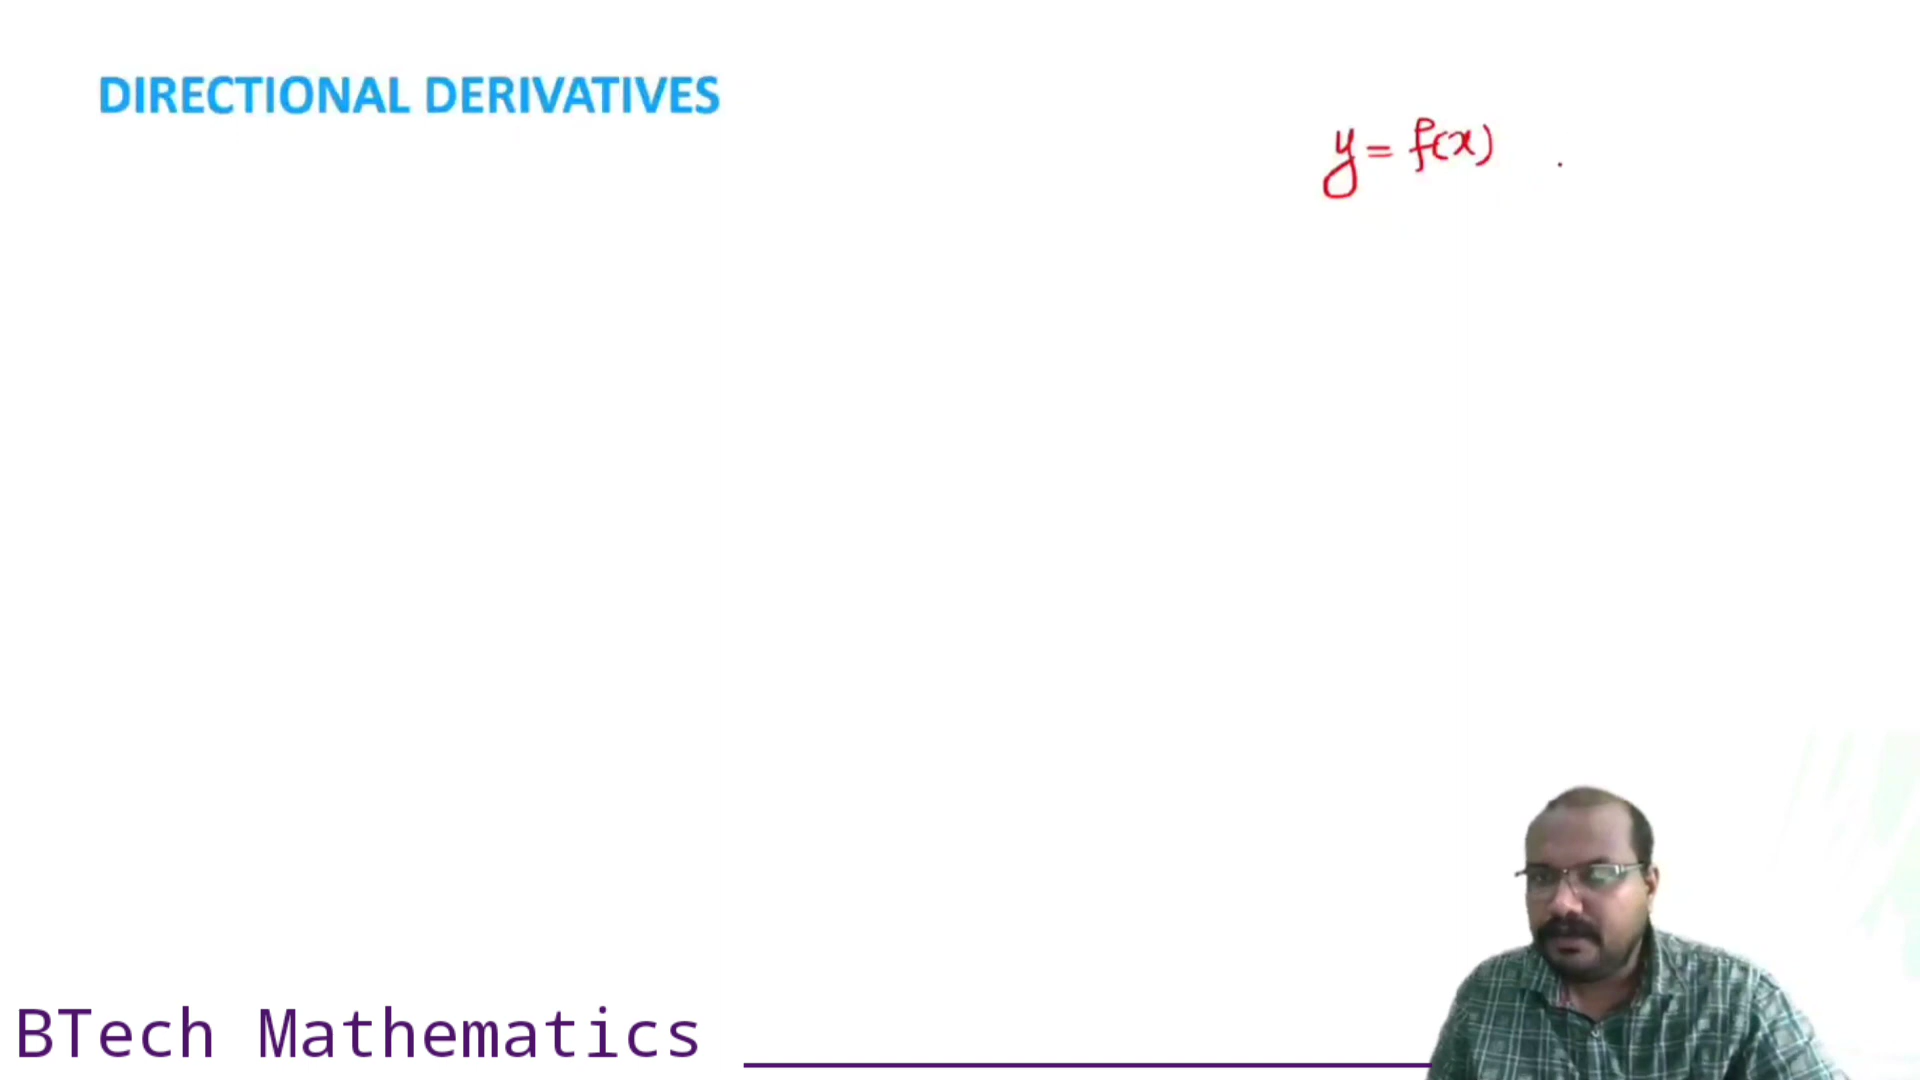 DIRECTIONAL DERIVATIVES
y = f(x)
BTech Mathematics